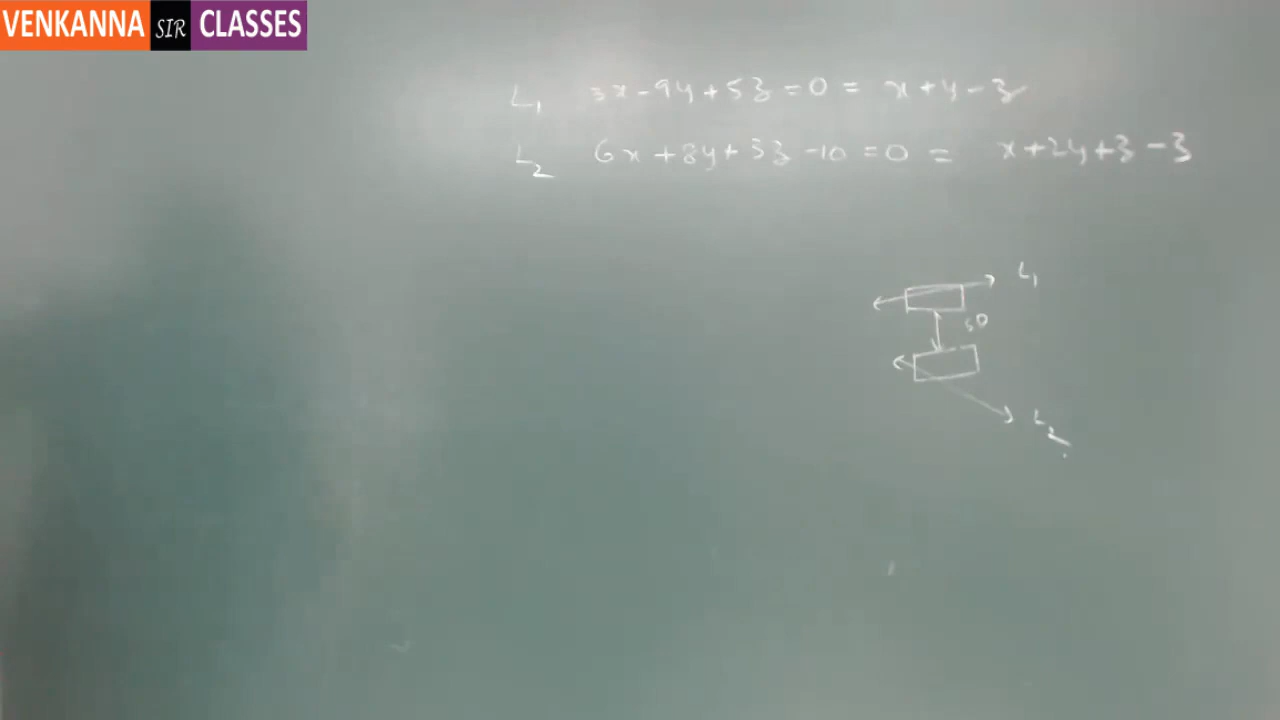 VENKANNA SIR CLASSES
L1 3x-9y+5z=0=x+y-z
L2 6x+8y+3z-10=0=x+2y+z-3
L1
SD
L2